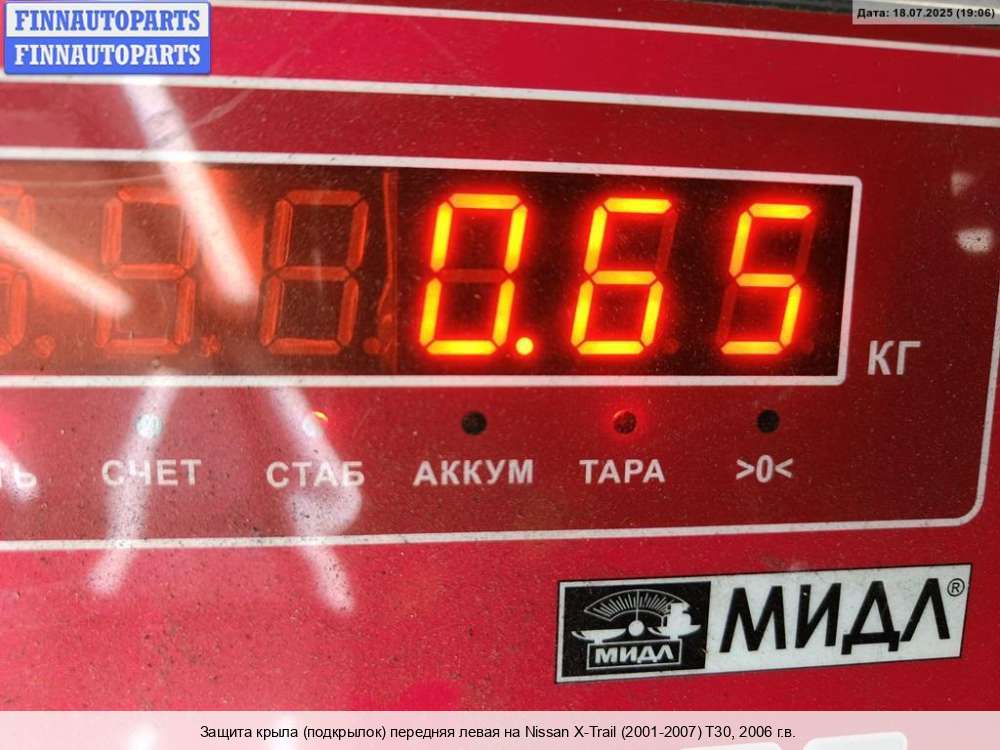 FINNAUTOPARTS
FINNAUTOPARTS
Дата: 18.07.2025 (19:06)
0.65
КГ
СЧЕТ СТАБ АККУМ ТАРА >0<
МИДЛ
МИДЛ®
Защита крыла (подкрылок) передняя левая на Nissan X-Trail (2001-2007) T30, 2006 г.в.